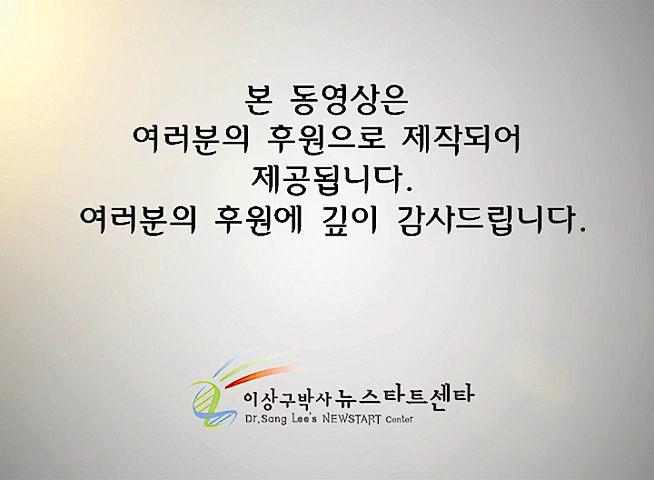 본 동영상은
여러분의 후원으로 제작되어
제공됩니다.
여러분의 후원에 깊이 감사드립니다.
이상구박사 뉴스타트센타
Dr.Sang Lee's NEWSTART Center